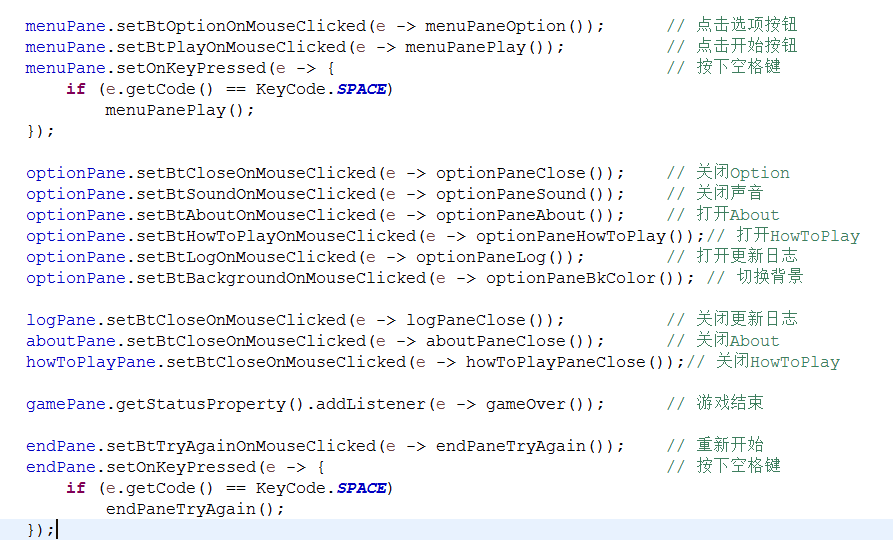 menuPane.setBtOptionOnMouseClicked(e -> menuPaneOption());      // 点击选项按钮
menuPane.setBtPlayOnMouseClicked(e -> menuPanePlay());          // 点击开始按钮
menuPane.setOnKeyPressed(e -> {                                 // 按下空格键
    if (e.getCode() == KeyCode.SPACE)
        menuPanePlay();
});

optionPane.setBtCloseOnMouseClicked(e -> optionPaneClose());    // 关闭Option
optionPane.setBtSoundOnMouseClicked(e -> optionPaneSound());    // 关闭声音
optionPane.setBtAboutOnMouseClicked(e -> optionPaneAbout());    // 打开About
optionPane.setBtHowToPlayOnMouseClicked(e -> optionPaneHowToPlay());// 打开HowToPlay
optionPane.setBtLogOnMouseClicked(e -> optionPaneLog());        // 打开更新日志
optionPane.setBtBackgroundOnMouseClicked(e -> optionPaneBkColor()); // 切换背景

logPane.setBtCloseOnMouseClicked(e -> logPaneClose());          // 关闭更新日志
aboutPane.setBtCloseOnMouseClicked(e -> aboutPaneClose());      // 关闭About
howToPlayPane.setBtCloseOnMouseClicked(e -> howToPlayPaneClose());// 关闭HowToPlay

gamePane.getStatusProperty().addListener(e -> gameOver());      // 游戏结束

endPane.setBtTryAgainOnMouseClicked(e -> endPaneTryAgain());    // 重新开始
endPane.setOnKeyPressed(e -> {                                  // 按下空格键
    if (e.getCode() == KeyCode.SPACE)
        endPaneTryAgain();
});